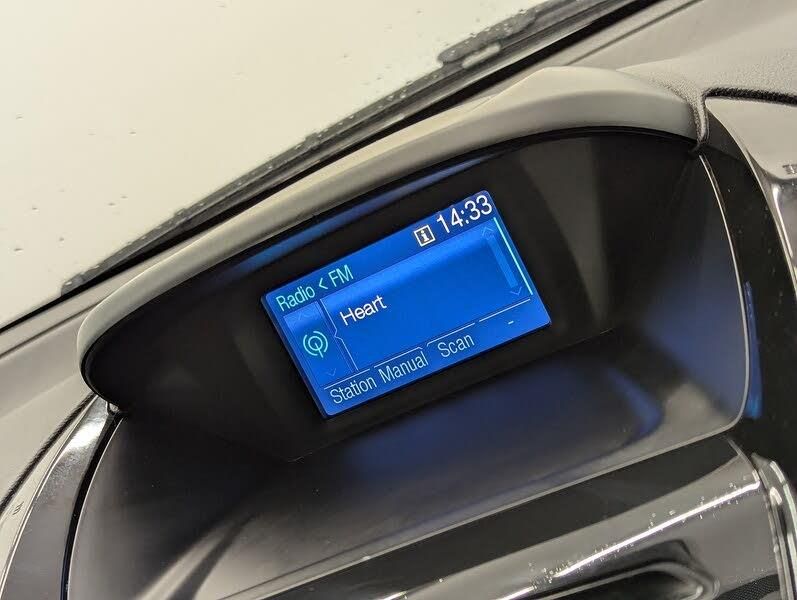 i 14:33
Radio < FM
Heart
Station Manual Scan -